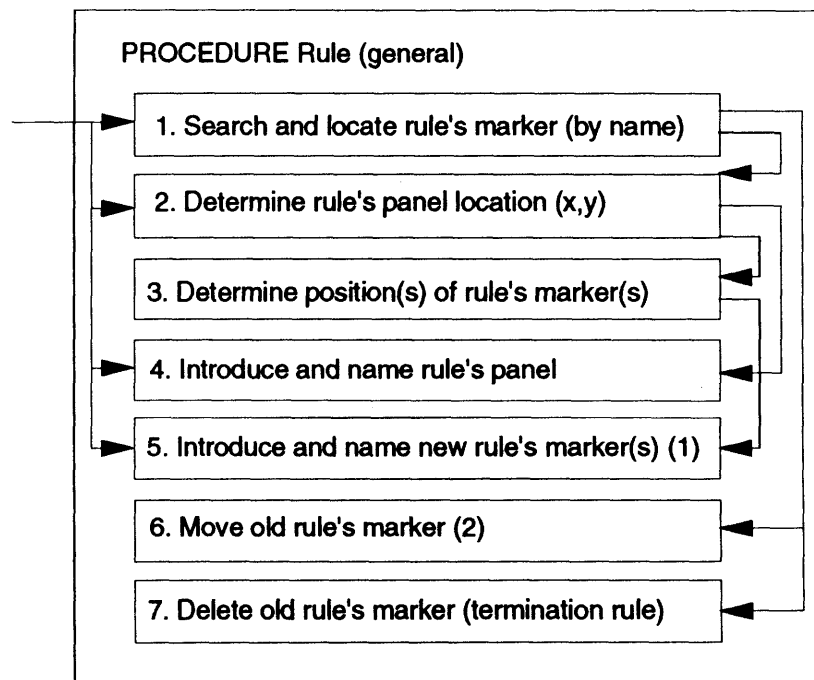 PROCEDURE Rule (general)
1. Search and locate rule's marker (by name)
2. Determine rule's panel location (x,y)
3. Determine position(s) of rule's marker(s)
4. Introduce and name rule's panel
5. Introduce and name new rule's marker(s) (1)
6. Move old rule's marker (2)
7. Delete old rule's marker (termination rule)